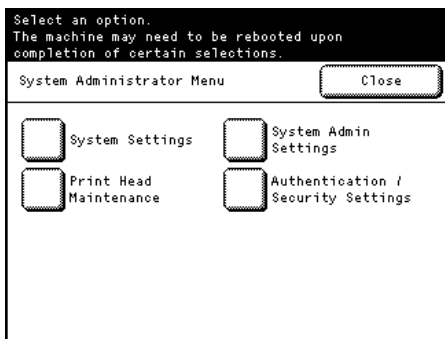 Select an option.
The machine may need to be rebooted upon
completion of certain selections.
System Administrator Menu
Close
System Settings
System Admin
Settings
Print Head
Maintenance
Authentication /
Security Settings